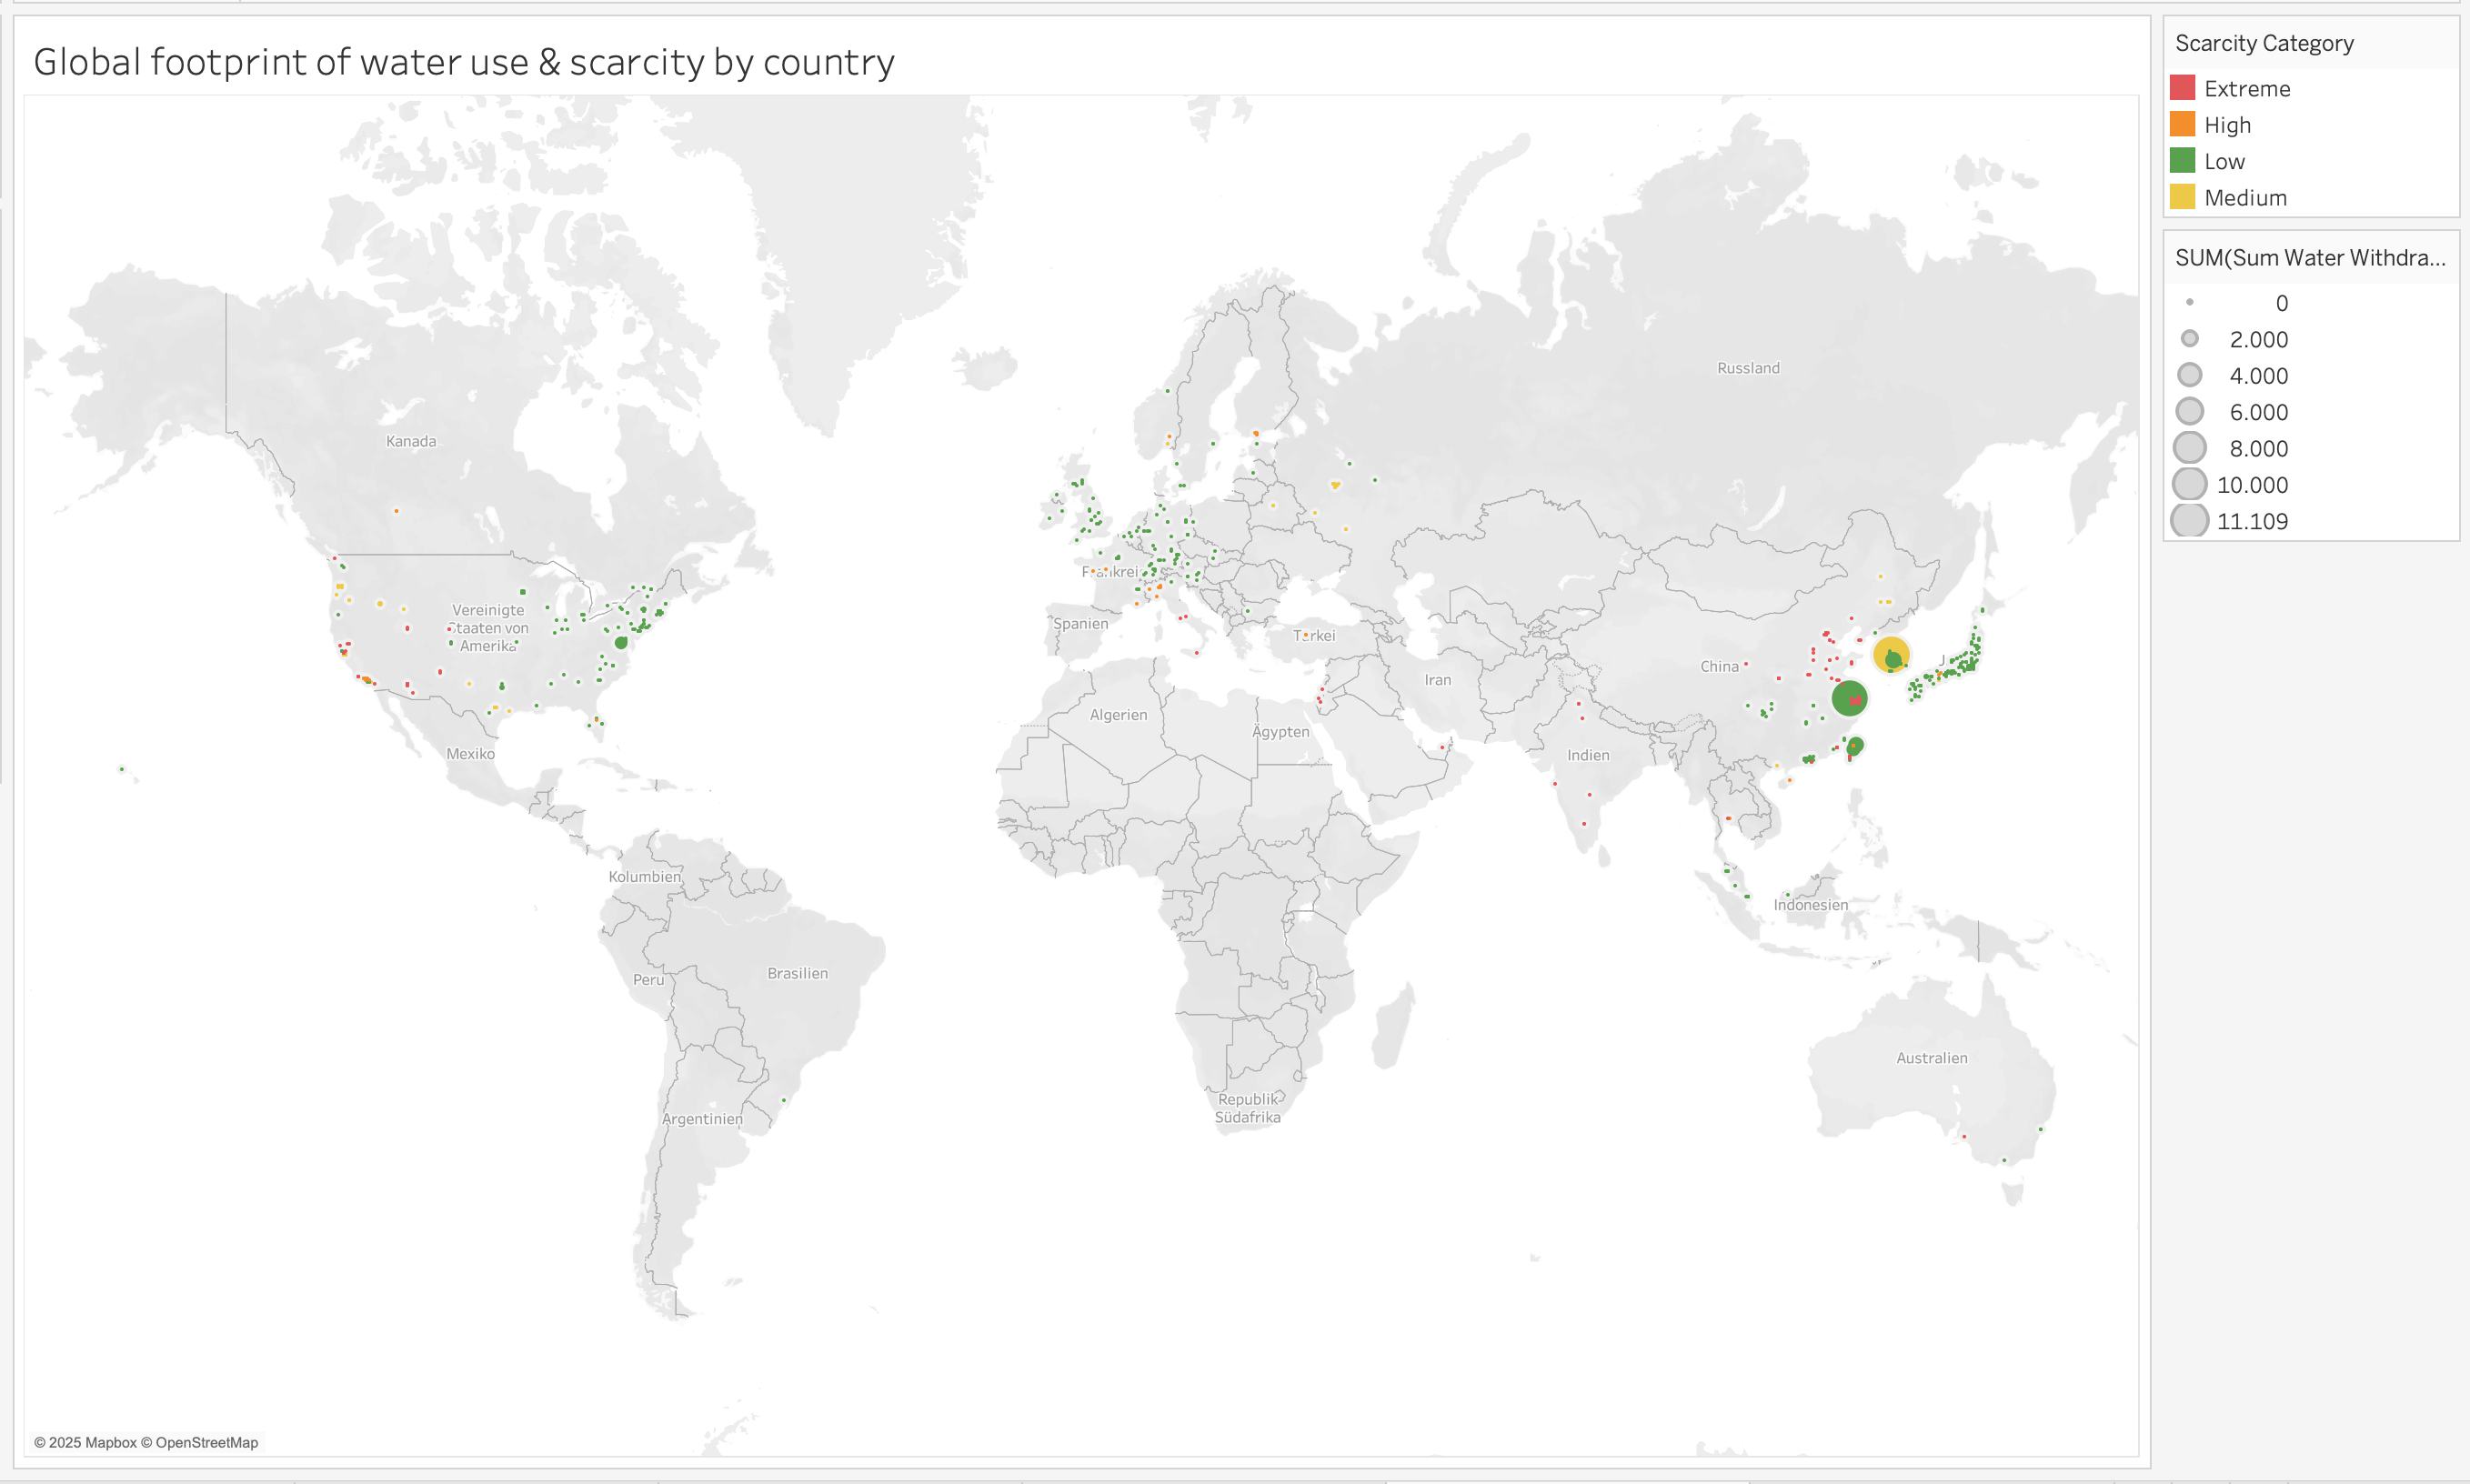 Global footprint of water use & scarcity by country
Scarcity Category
Extreme
High
Low
Medium
SUM(Sum Water Withdra...
0
2.000
4.000
6.000
8.000
10.000
11.109
Russland
Kanada
Vereinigte
Staaten von
Amerika
Spanien
Türkei
China
Iran
Algerien
Ägypten
Mexiko
Indien
Kolumbien
Indonesien
Peru
Brasilien
Australien
Republik
Südafrika
Argentinien
© 2025 Mapbox © OpenStreetMap